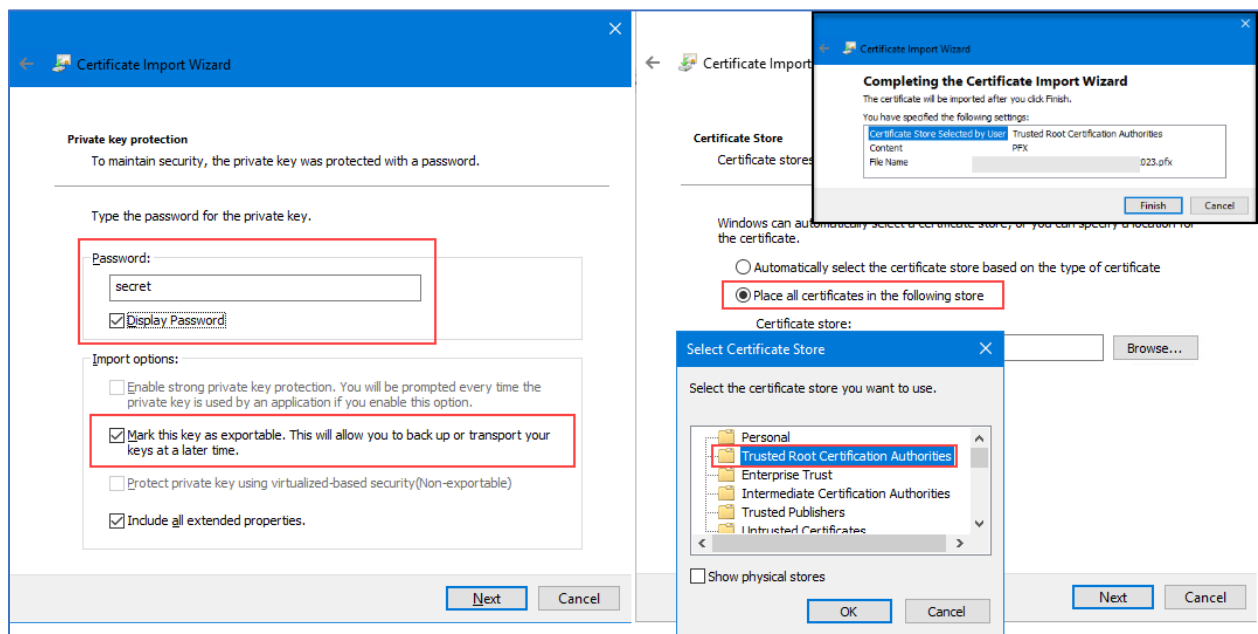 Certificate Import Wizard
Private key protection
To maintain security, the private key was protected with a password.
Type the password for the private key.
Password:
secret
Display Password
Import options:
Enable strong private key protection. You will be prompted every time the
private key is used by an application if you enable this option.
Mark this key as exportable. This will allow you to back up or transport your
keys at a later time.
Protect private key using virtualized-based security(Non-exportable)
Include all extended properties.
Next
Cancel
Certificate Import
Certificate Store
Certificate stores
Windows can automatically select a certificate store, or you can specify a location for
the certificate.
Automatically select the certificate store based on the type of certificate
Place all certificates in the following store
Certificate store:
Browse...
Next
Cancel
Certificate Import Wizard
Completing the Certificate Import Wizard
The certificate will be imported after you click Finish.
You have specified the following settings:
Certificate Store Selected by User Trusted Root Certification Authorities
Content PFX
File Name 023.pfx
Finish
Cancel
Select Certificate Store
Select the certificate store you want to use.
Personal
Trusted Root Certification Authorities
Enterprise Trust
Intermediate Certification Authorities
Trusted Publishers
Untrusted Certificates
Show physical stores
OK
Cancel